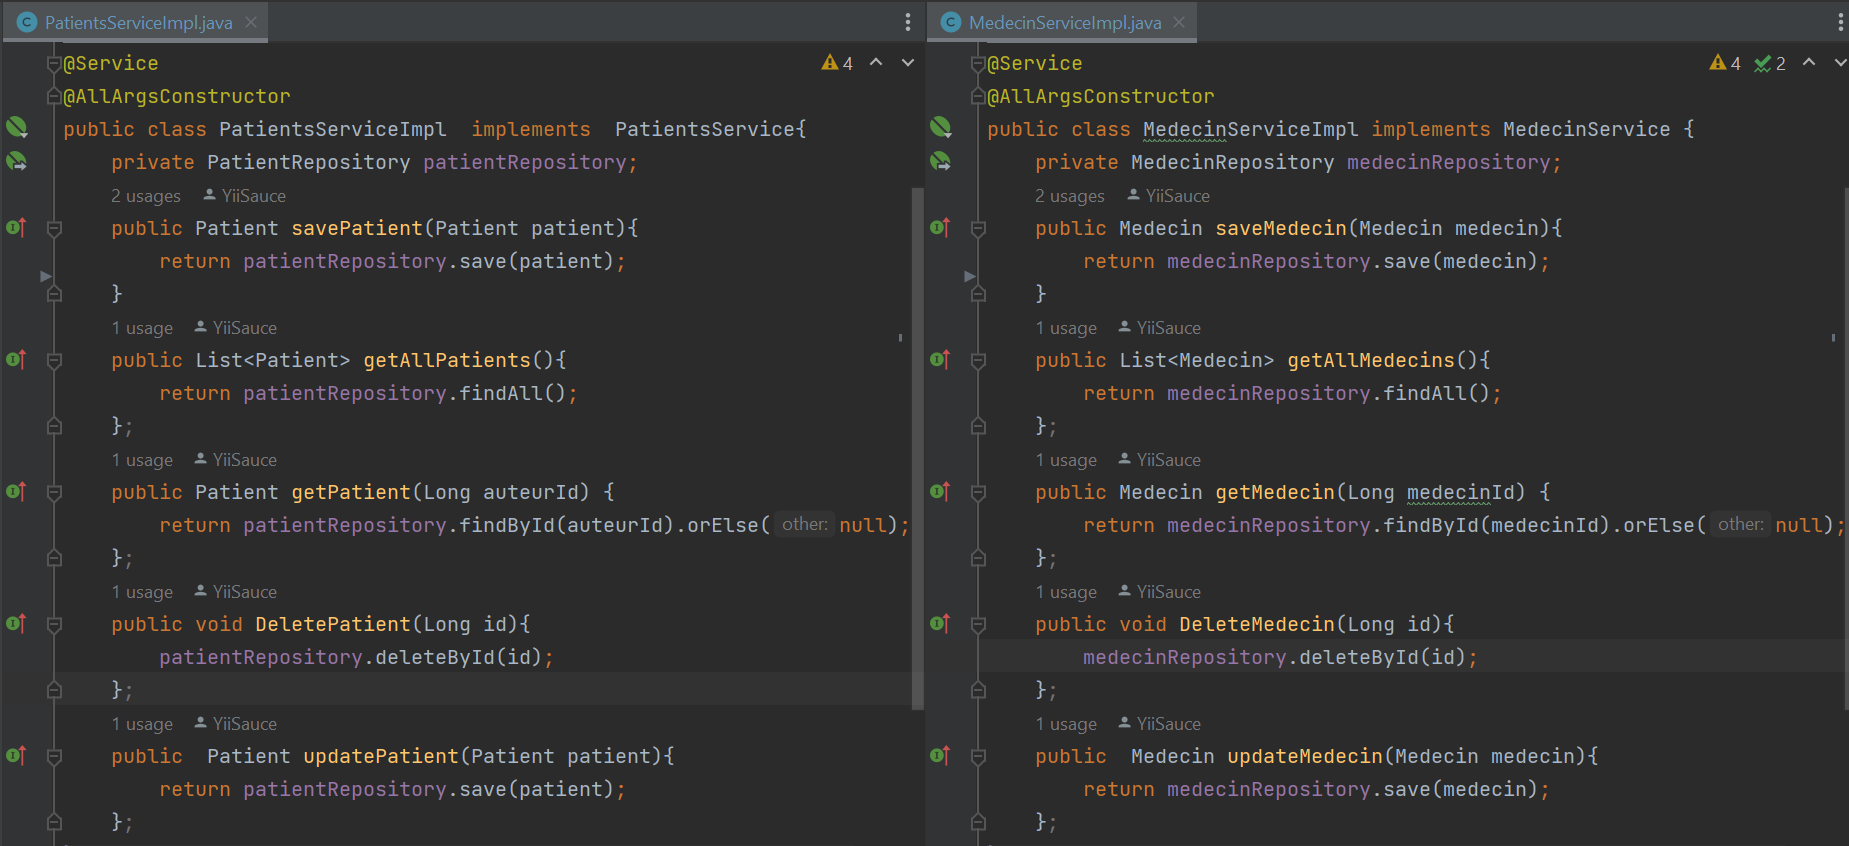 PatientsServiceImpl.java
@Service
4
@AllArgsConstructor
public class PatientsServiceImpl  implements  PatientsService{
    private PatientRepository patientRepository;
    2 usages  YiiSauce
    public Patient savePatient(Patient patient){
        return patientRepository.save(patient);
    }
    1 usage  YiiSauce
    public List<Patient> getAllPatients(){
        return patientRepository.findAll();
    };
    1 usage  YiiSauce
    public Patient getPatient(Long auteurId) {
        return patientRepository.findById(auteurId).orElse( other: null);
    };
    1 usage  YiiSauce
    public void DeletePatient(Long id){
        patientRepository.deleteById(id);
    };
    1 usage  YiiSauce
    public  Patient updatePatient(Patient patient){
        return patientRepository.save(patient);
    };
MedecinServiceImpl.java
@Service
4 2
@AllArgsConstructor
public class MedecinServiceImpl implements MedecinService {
    private MedecinRepository medecinRepository;
    2 usages  YiiSauce
    public Medecin saveMedecin(Medecin medecin){
        return medecinRepository.save(medecin);
    }
    1 usage  YiiSauce
    public List<Medecin> getAllMedecins(){
        return medecinRepository.findAll();
    };
    1 usage  YiiSauce
    public Medecin getMedecin(Long medecinId) {
        return medecinRepository.findById(medecinId).orElse( other: null);
    };
    1 usage  YiiSauce
    public void DeleteMedecin(Long id){
        medecinRepository.deleteById(id);
    };
    1 usage  YiiSauce
    public  Medecin updateMedecin(Medecin medecin){
        return medecinRepository.save(medecin);
    };